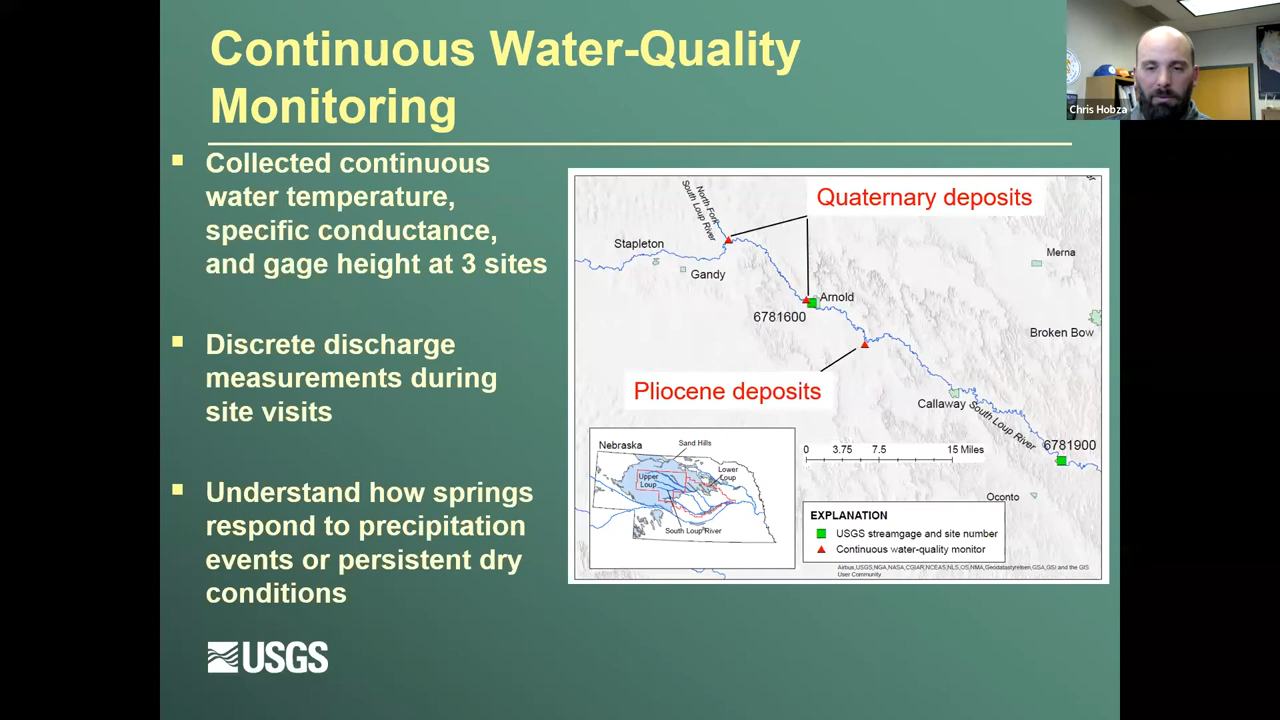 Continuous Water-Quality
Monitoring
Chris Hobza
▪ Collected continuous
water temperature,
specific conductance,
and gage height at 3 sites
▪ Discrete discharge
measurements during
site visits
▪ Understand how springs
respond to precipitation
events or persistent dry
conditions
USGS
Quaternary deposits
North Fork
South Loup River
Stapleton
Gandy
Merna
Arnold
6781600
Broken Bow
Pliocene deposits
Callaway
South Loup River
6781900
Oconto
0 3.75 7.5 15 Miles
Nebraska
Sand Hills
Upper
Loup
Lower
Loup
South Loup River
EXPLANATION
USGS streamgage and site number
Continuous water-quality monitor
Airbus,USGS,NGA,NASA,CGIAR,NCEAS,NLS,OS,NMA,Geodatastyrelsen,GSA,GSI and the GIS
User Community